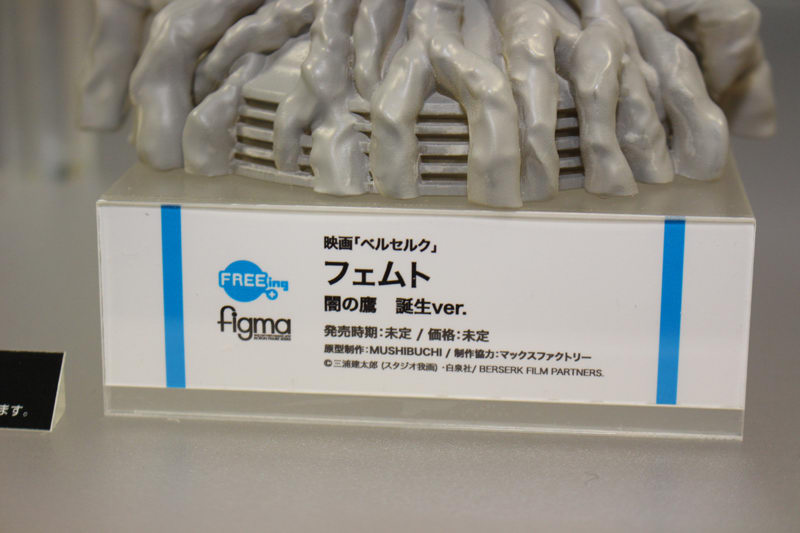 映画「ベルセルク」
FREEing
フェムト
闇の鷹 誕生ver.
figma
発売時期:未定 / 価格:未定
原型制作:MUSHIBUCHI / 制作協力:マックスファクトリー
©三浦建太郎 (スタジオ我画)・白泉社/ BERSERK FILM PARTNERS.
ます。